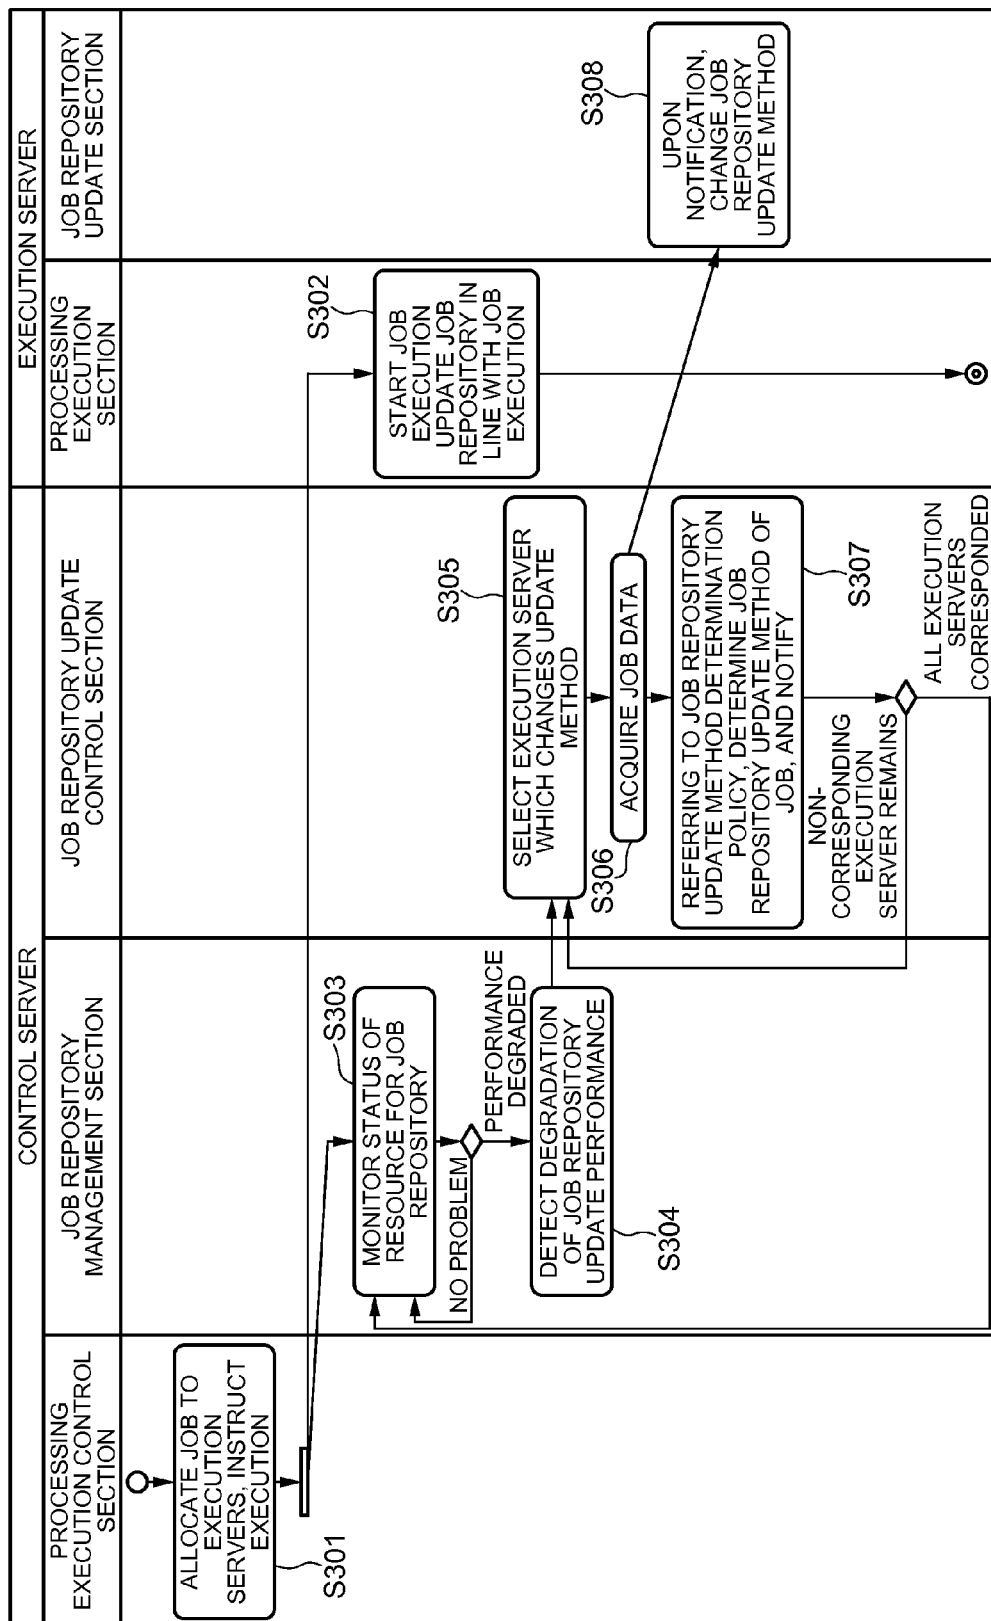 CONTROL SERVER
EXECUTION SERVER
PROCESSING
EXECUTION CONTROL
SECTION
JOB REPOSITORY
MANAGEMENT SECTION
JOB REPOSITORY UPDATE
CONTROL SECTION
PROCESSING
EXECUTION
SECTION
JOB REPOSITORY
UPDATE SECTION
ALLOCATE JOB TO
EXECUTION
SERVERS, INSTRUCT
EXECUTION
S301
START JOB
EXECUTION
UPDATE JOB
REPOSITORY IN
LINE WITH JOB
EXECUTION
S302
MONITOR STATUS OF
RESOURCE FOR JOB
REPOSITORY
S303
NO PROBLEM
PERFORMANCE
DEGRADED
DETECT DEGRADATION
OF JOB REPOSITORY
UPDATE PERFORMANCE
S304
SELECT EXECUTION SERVER
WHICH CHANGES UPDATE
METHOD
S305
ACQUIRE JOB DATA
S306
REFERRING TO JOB REPOSITORY
UPDATE METHOD DETERMINATION
POLICY, DETERMINE JOB
REPOSITORY UPDATE METHOD OF
JOB, AND NOTIFY
S307
NON-
CORRESPONDING
EXECUTION
SERVER REMAINS
ALL EXECUTION
SERVERS
CORRESPONDED
UPON
NOTIFICATION,
CHANGE JOB
REPOSITORY
UPDATE METHOD
S308